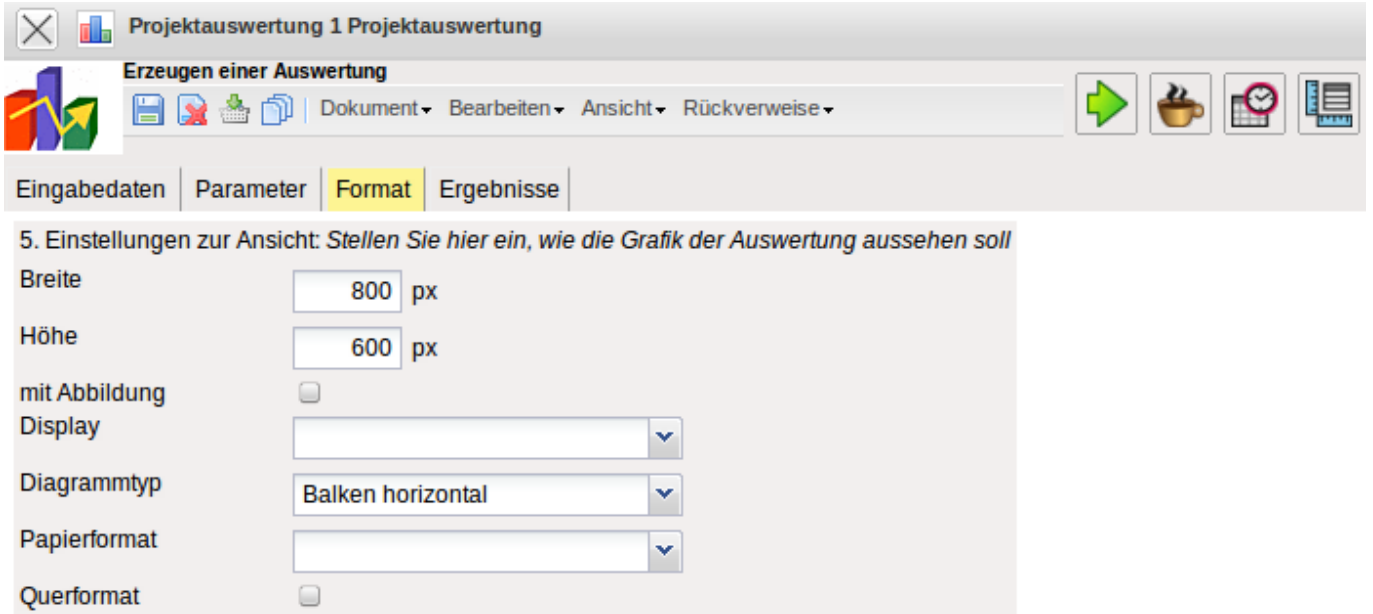 Projektauswertung 1 Projektauswertung
Erzeugen einer Auswertung
Dokument Bearbeiten Ansicht Rückverweise
Eingabedaten Parameter Format Ergebnisse
5. Einstellungen zur Ansicht: Stellen Sie hier ein, wie die Grafik der Auswertung aussehen soll
Breite 800 px
Höhe 600 px
mit Abbildung
Display
Diagrammtyp Balken horizontal
Papierformat
Querformat